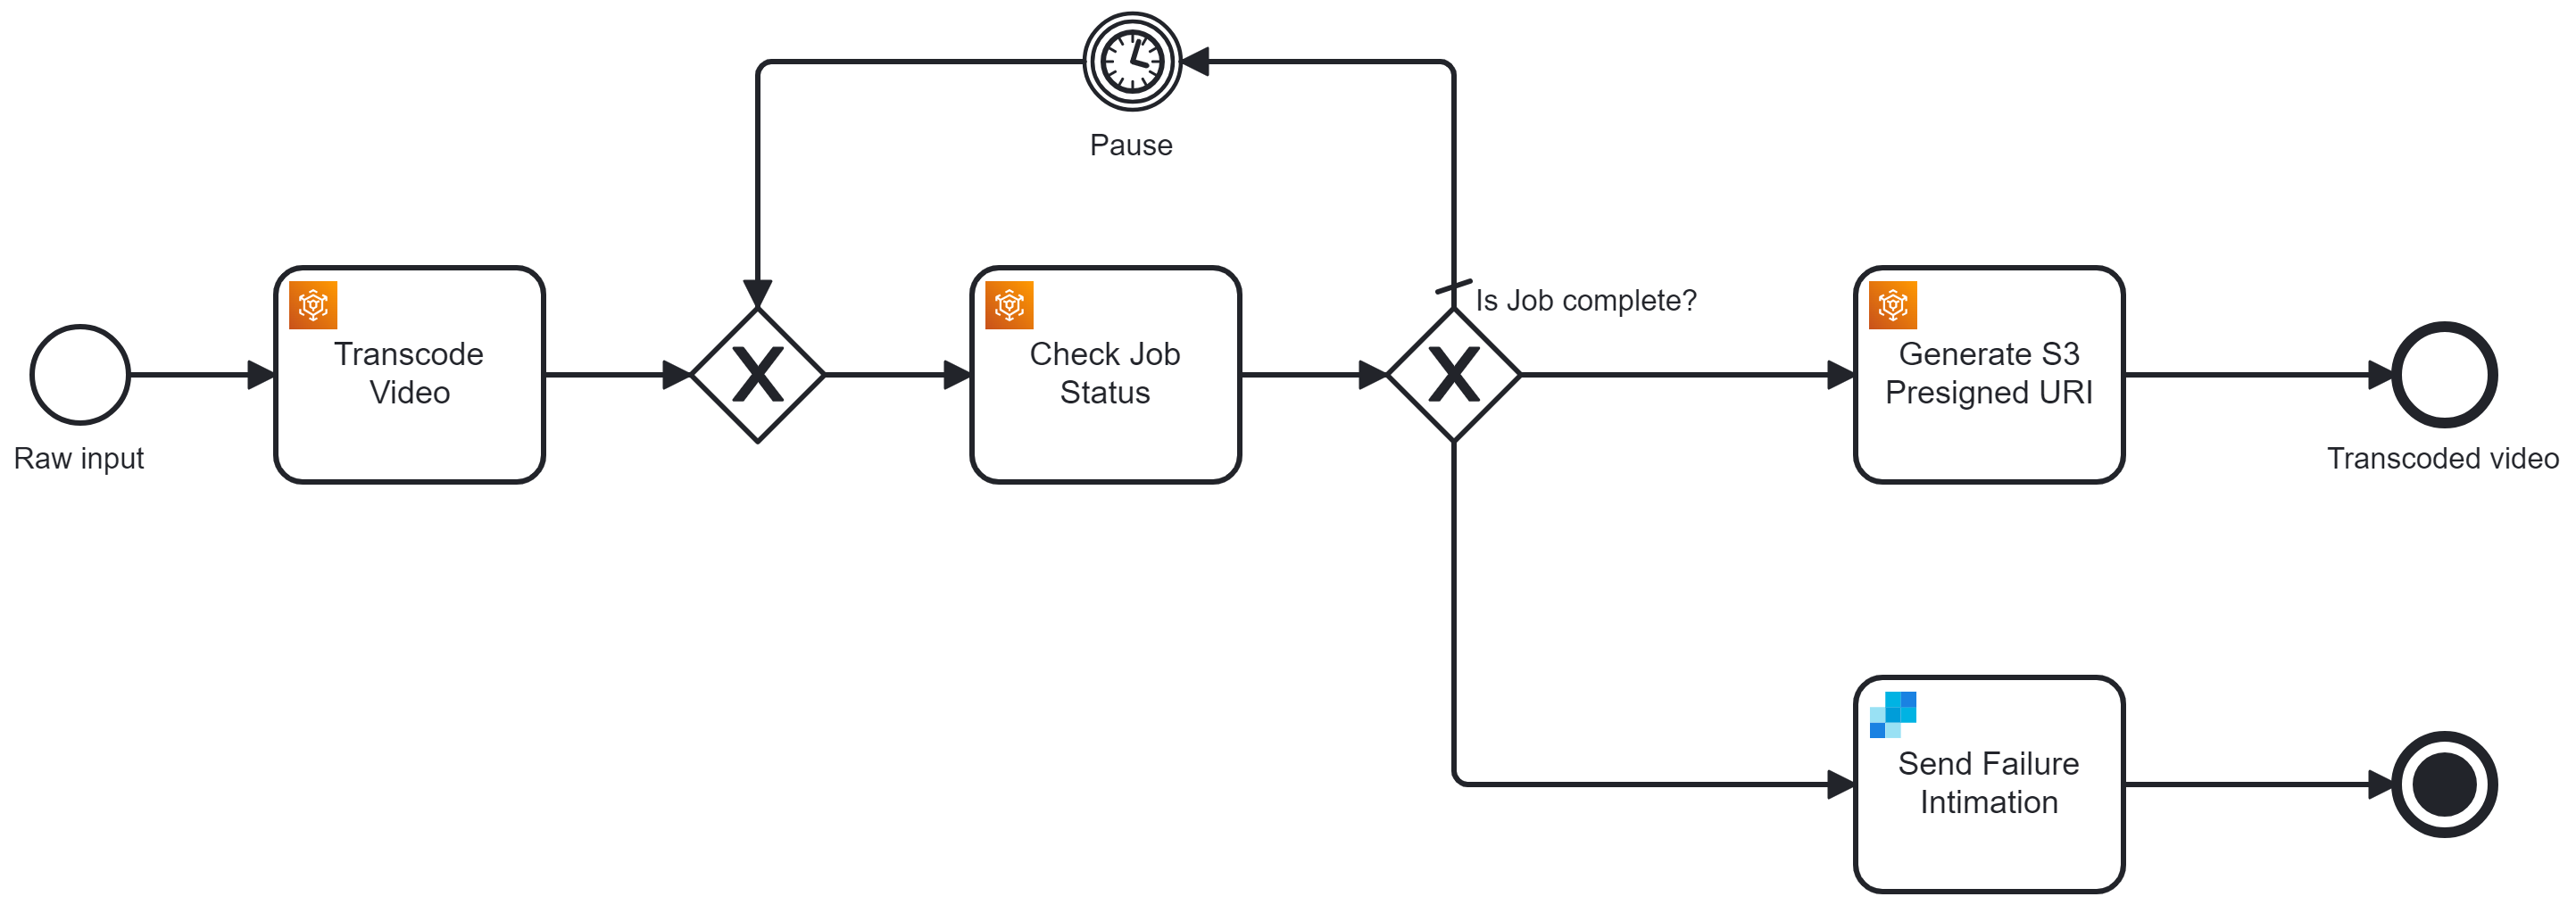 Pause
Is Job complete?
Transcode
Video
Check Job
Status
Generate S3
Presigned URI
Raw input
Transcoded video
Send Failure
Intimation